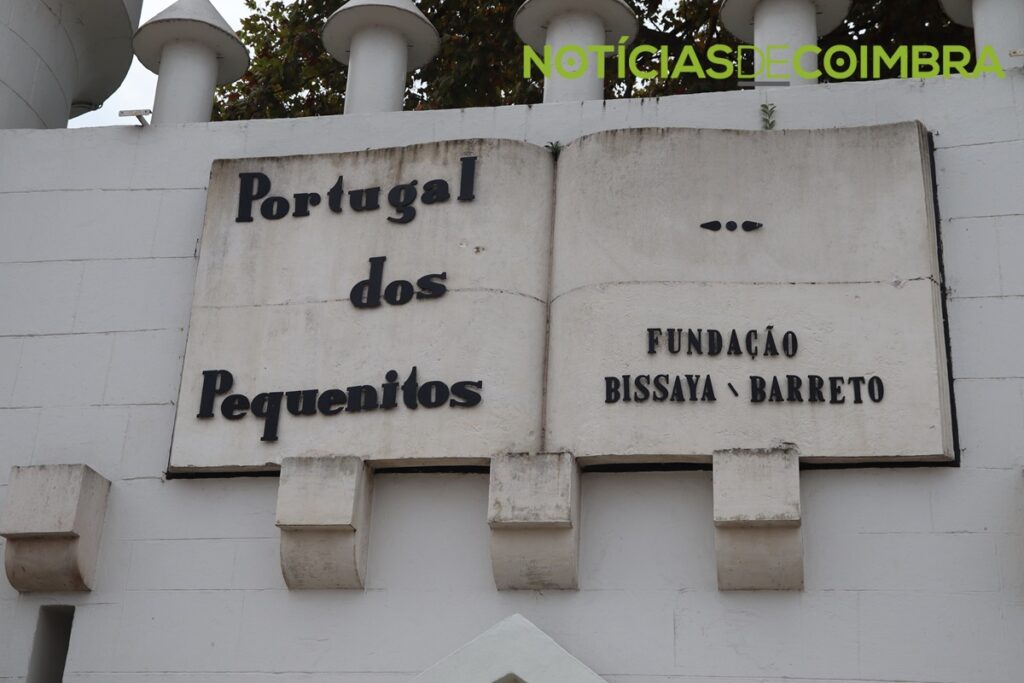 NOTÍCIASDECOIMBRA
Portugal
dos
Pequenitos
FUNDAÇÃO
BISSAYA \ BARRETO